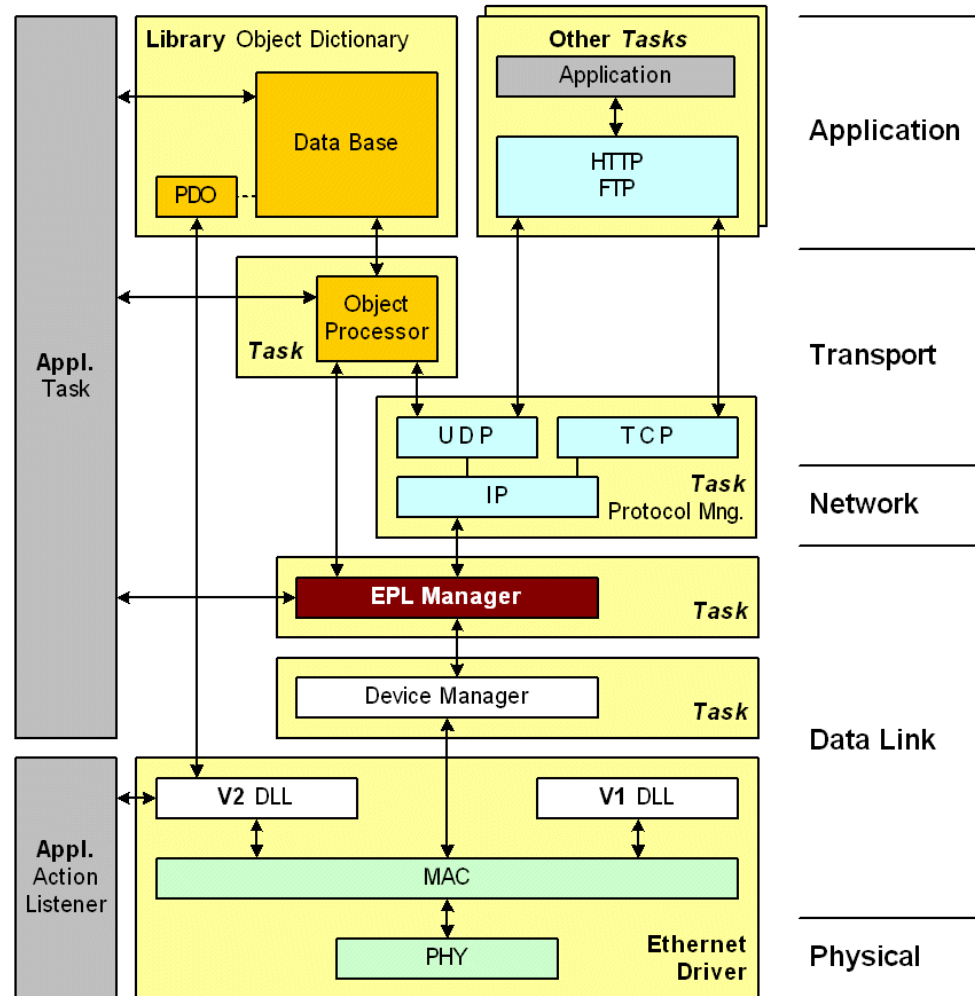 Library Object Dictionary
Other Tasks
Application
Data Base
HTTP
FTP
PDO
Application
Object
Processor
Task
Transport
Appl.
Task
UDP
TCP
IP
Task
Protocol Mng.
Network
EPL Manager
Task
Device Manager
Task
Data Link
V2 DLL
V1 DLL
Appl.
Action
Listener
MAC
PHY
Ethernet
Driver
Physical